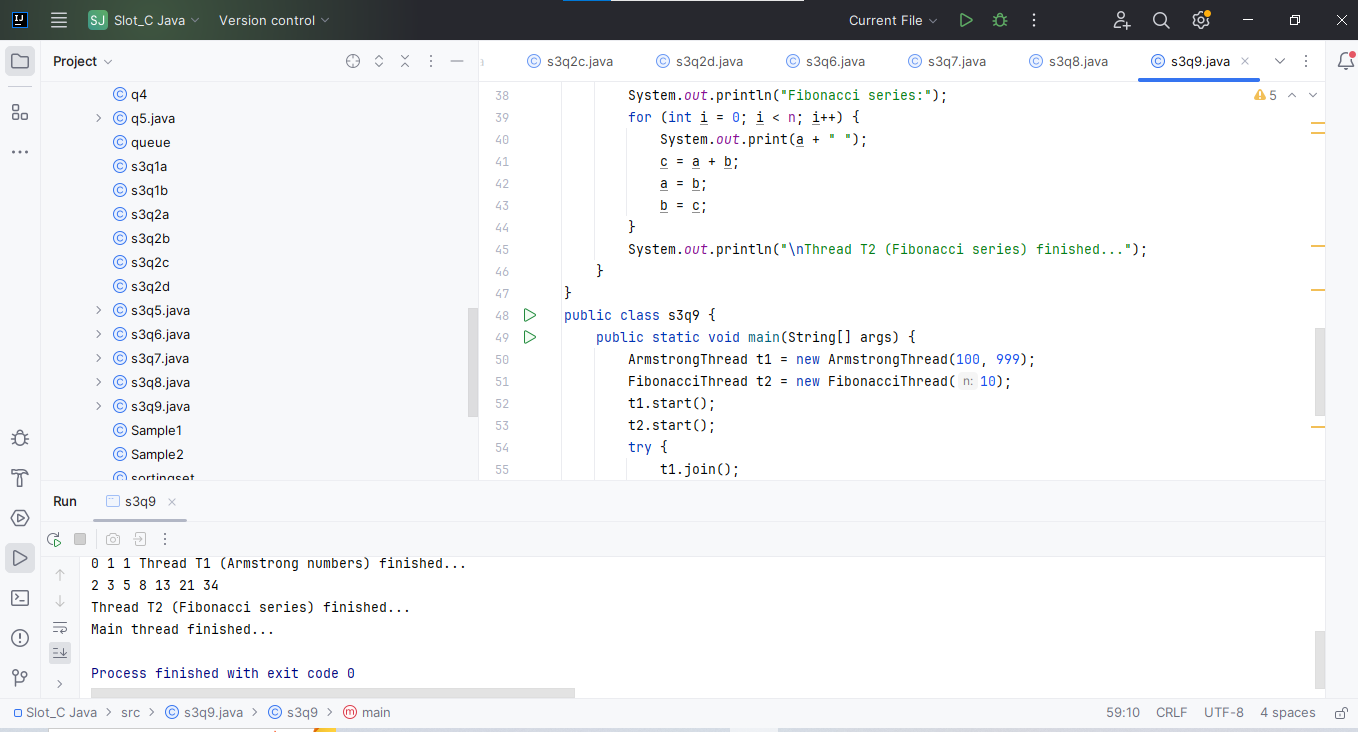 SJ Slot_C Java Version control Current File
Project
s3q2c.java s3q2d.java s3q6.java s3q7.java s3q8.java s3q9.java
q4
q5.java
queue
s3q1a
s3q1b
s3q2a
s3q2b
s3q2c
s3q2d
s3q5.java
s3q6.java
s3q7.java
s3q8.java
s3q9.java
Sample1
Sample2
sortingset
5
38 System.out.println("Fibonacci series:");
39 for (int i = 0; i < n; i++) {
40 System.out.print(a + " ");
41 c = a + b;
42 a = b;
43 b = c;
44 }
45 System.out.println("\nThread T2 (Fibonacci series) finished...");
46 }
47 }
48 public class s3q9 {
49 public static void main(String[] args) {
50 ArmstrongThread t1 = new ArmstrongThread(100, 999);
51 FibonacciThread t2 = new FibonacciThread( n: 10);
52 t1.start();
53 t2.start();
54 try {
55 t1.join();
Run s3q9
0 1 1 Thread T1 (Armstrong numbers) finished...
2 3 5 8 13 21 34
Thread T2 (Fibonacci series) finished...
Main thread finished...
Process finished with exit code 0
Slot_C Java > src > s3q9.java > s3q9 > main 59:10 CRLF UTF-8 4 spaces